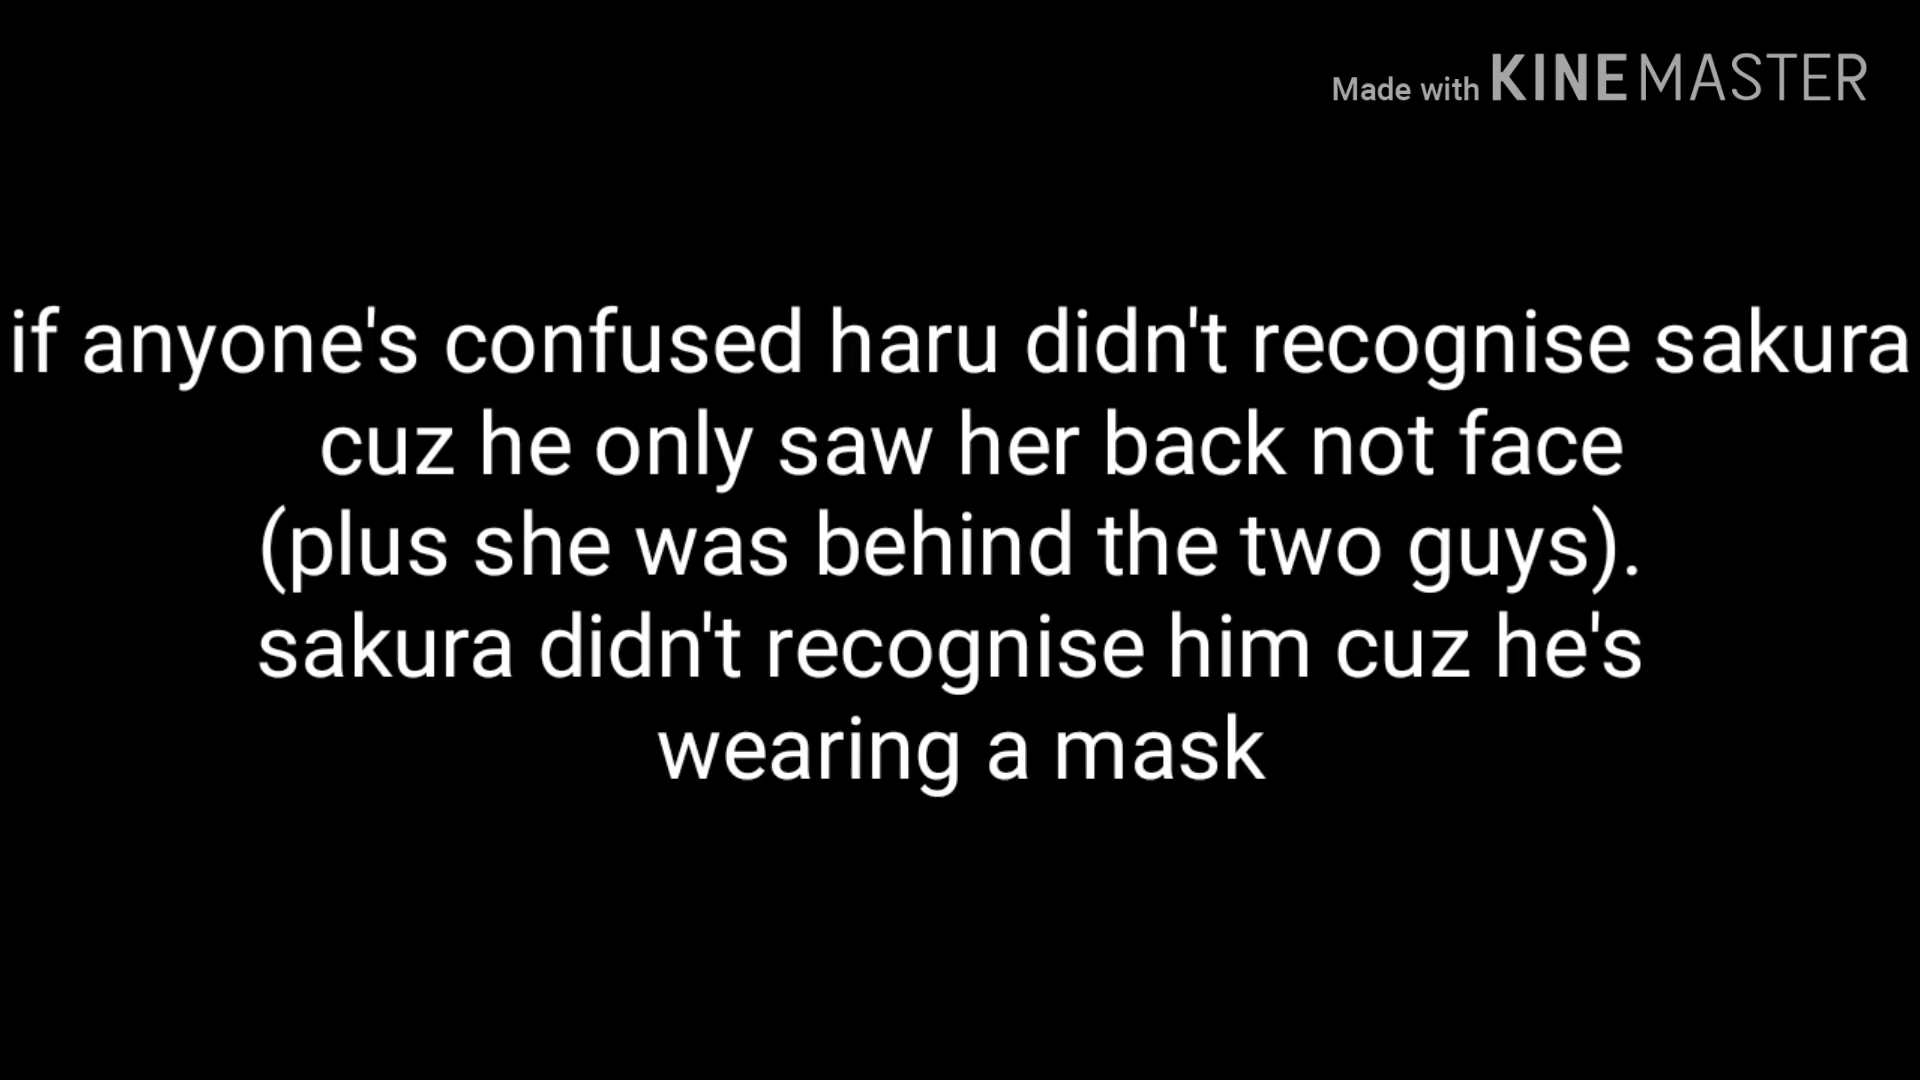 Made with KINEMASTER
if anyone's confused haru didn't recognise sakura
cuz he only saw her back not face
(plus she was behind the two guys).
sakura didn't recognise him cuz he's
wearing a mask